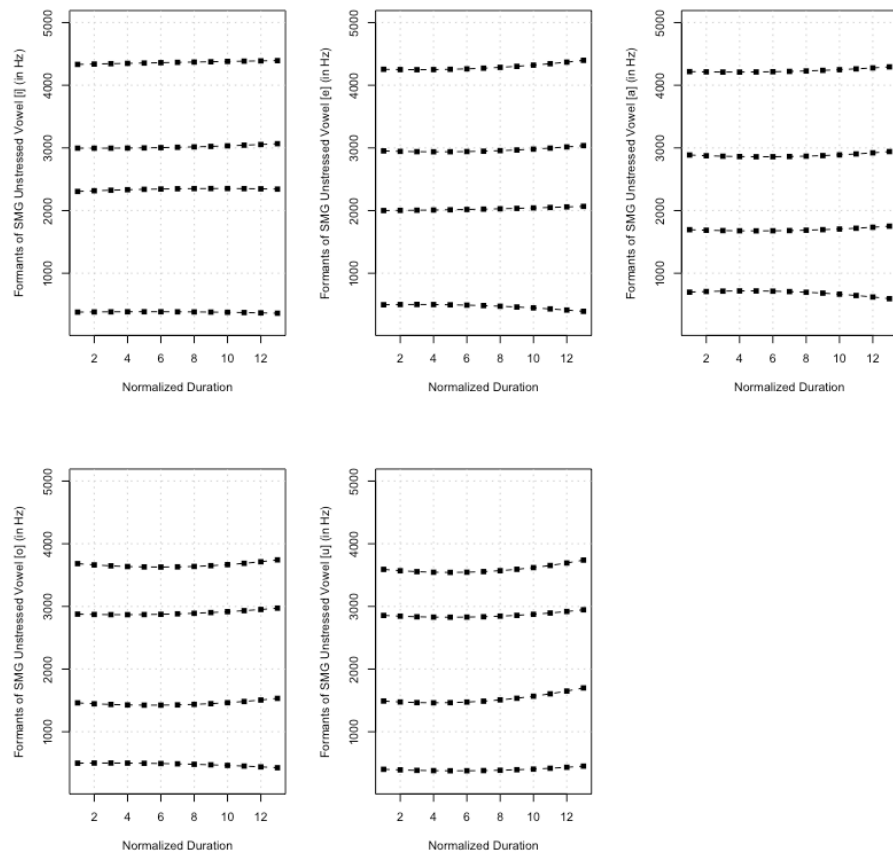 Formants of SMG Unstressed Vowel [i] (in Hz)
5000
4000
3000
2000
1000
2 4 6 8 10 12
Normalized Duration
Formants of SMG Unstressed Vowel [e] (in Hz)
5000
4000
3000
2000
1000
2 4 6 8 10 12
Normalized Duration
Formants of SMG Unstressed Vowel [a] (in Hz)
5000
4000
3000
2000
1000
2 4 6 8 10 12
Normalized Duration
Formants of SMG Unstressed Vowel [o] (in Hz)
5000
4000
3000
2000
1000
2 4 6 8 10 12
Normalized Duration
Formants of SMG Unstressed Vowel [u] (in Hz)
5000
4000
3000
2000
1000
2 4 6 8 10 12
Normalized Duration